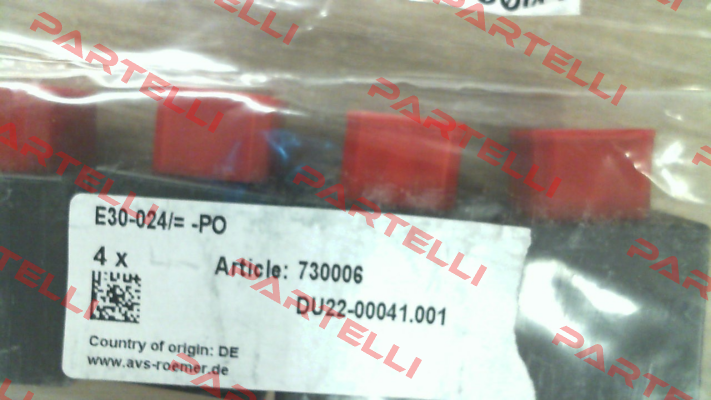 E30-024/= -PO
4 x
Article: 730006
DU22-00041.001
Country of origin: DE
www.avs-roemer.de
PARTELLI
PARTELLI
PARTELLI
PARTELLI
PARTELLI
PARTELLI
PARTELLI